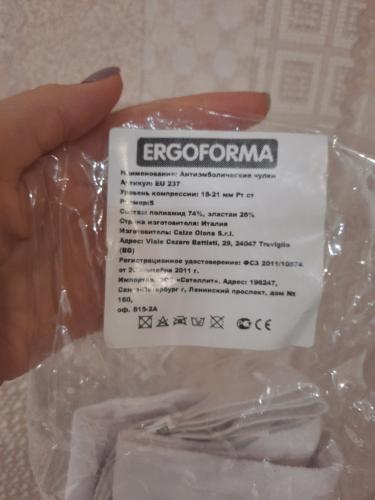 ERGOFORMA
Наименование: Антиэмболические чулки
Артикул: EU 237
Уровень компрессии: 18-21 мм Рт ст
Размер:S
Состав: полиамид 74%, эластан 26%
Страна изготовителя: Италия
Изготовитель: Calze Olona S.r.l.
Адрес: Viale Cezare Battisti, 29, 24047 Treviglio
(BG)
Регистрационное удостоверение: ФСЗ 2011/10574
от 20 сентября 2011 г.
Импортер: ООО «Сателлит». Адрес: 196247,
Санкт-Петербург г, Ленинский проспект, дом №
160,
оф. 815-2А
CE